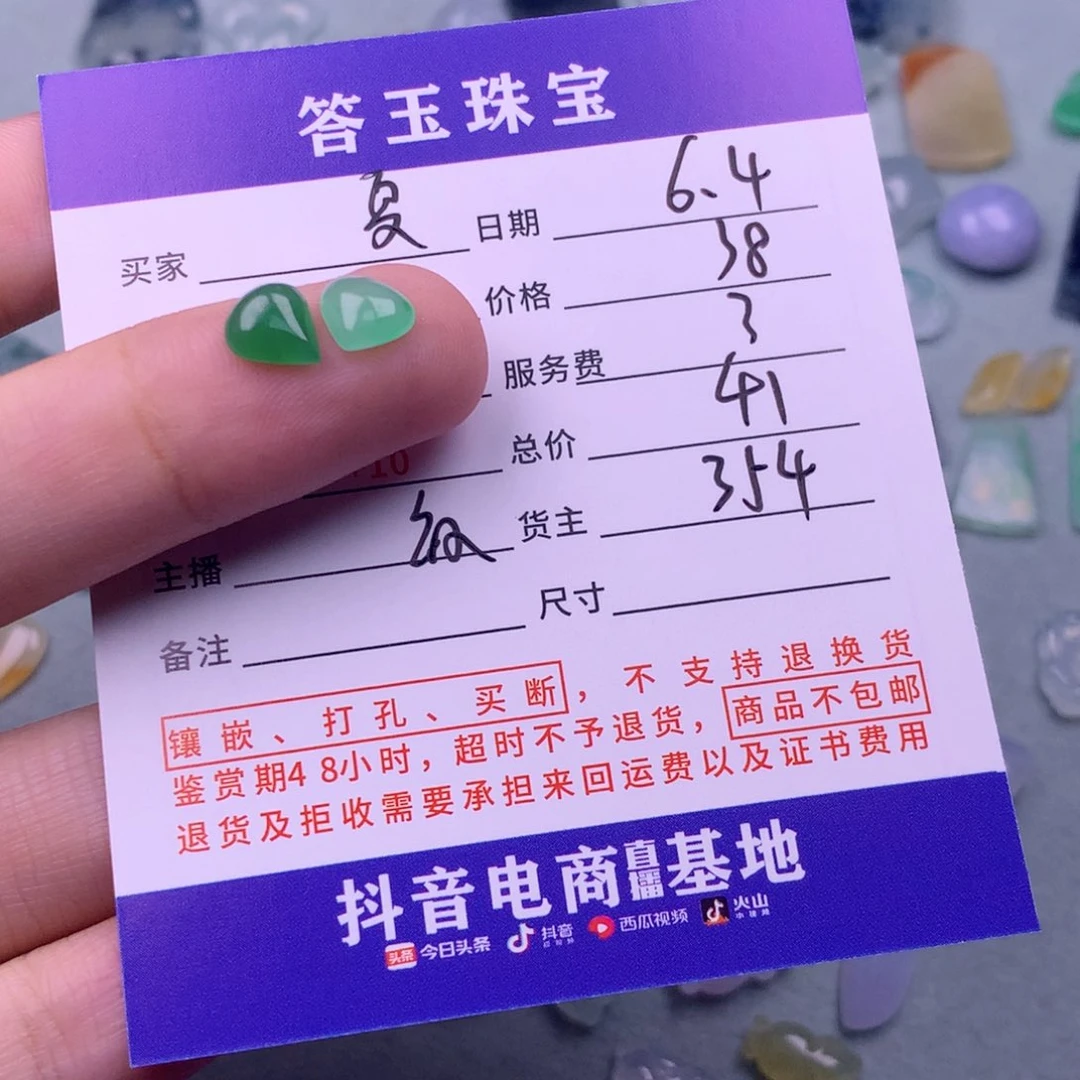 答玉珠宝
买家 夏 日期 6.4
价格 38
服务费 3
总价 41
10
主播 货主 354
备注 尺寸
镶嵌、打孔、买断，不支持退换货
鉴赏期48小时，超时不予退货，商品不包邮
退货及拒收需要承担来回运费以及证书费用
抖音电商直播基地
头条 今日头条 抖音 西瓜视频 火山